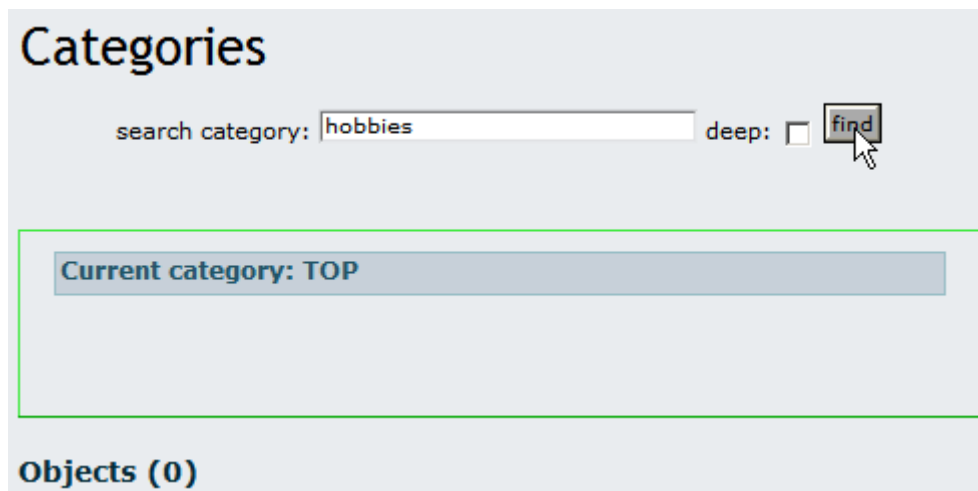 Categories
search category: hobbies deep: find
Current category: TOP
Objects (0)